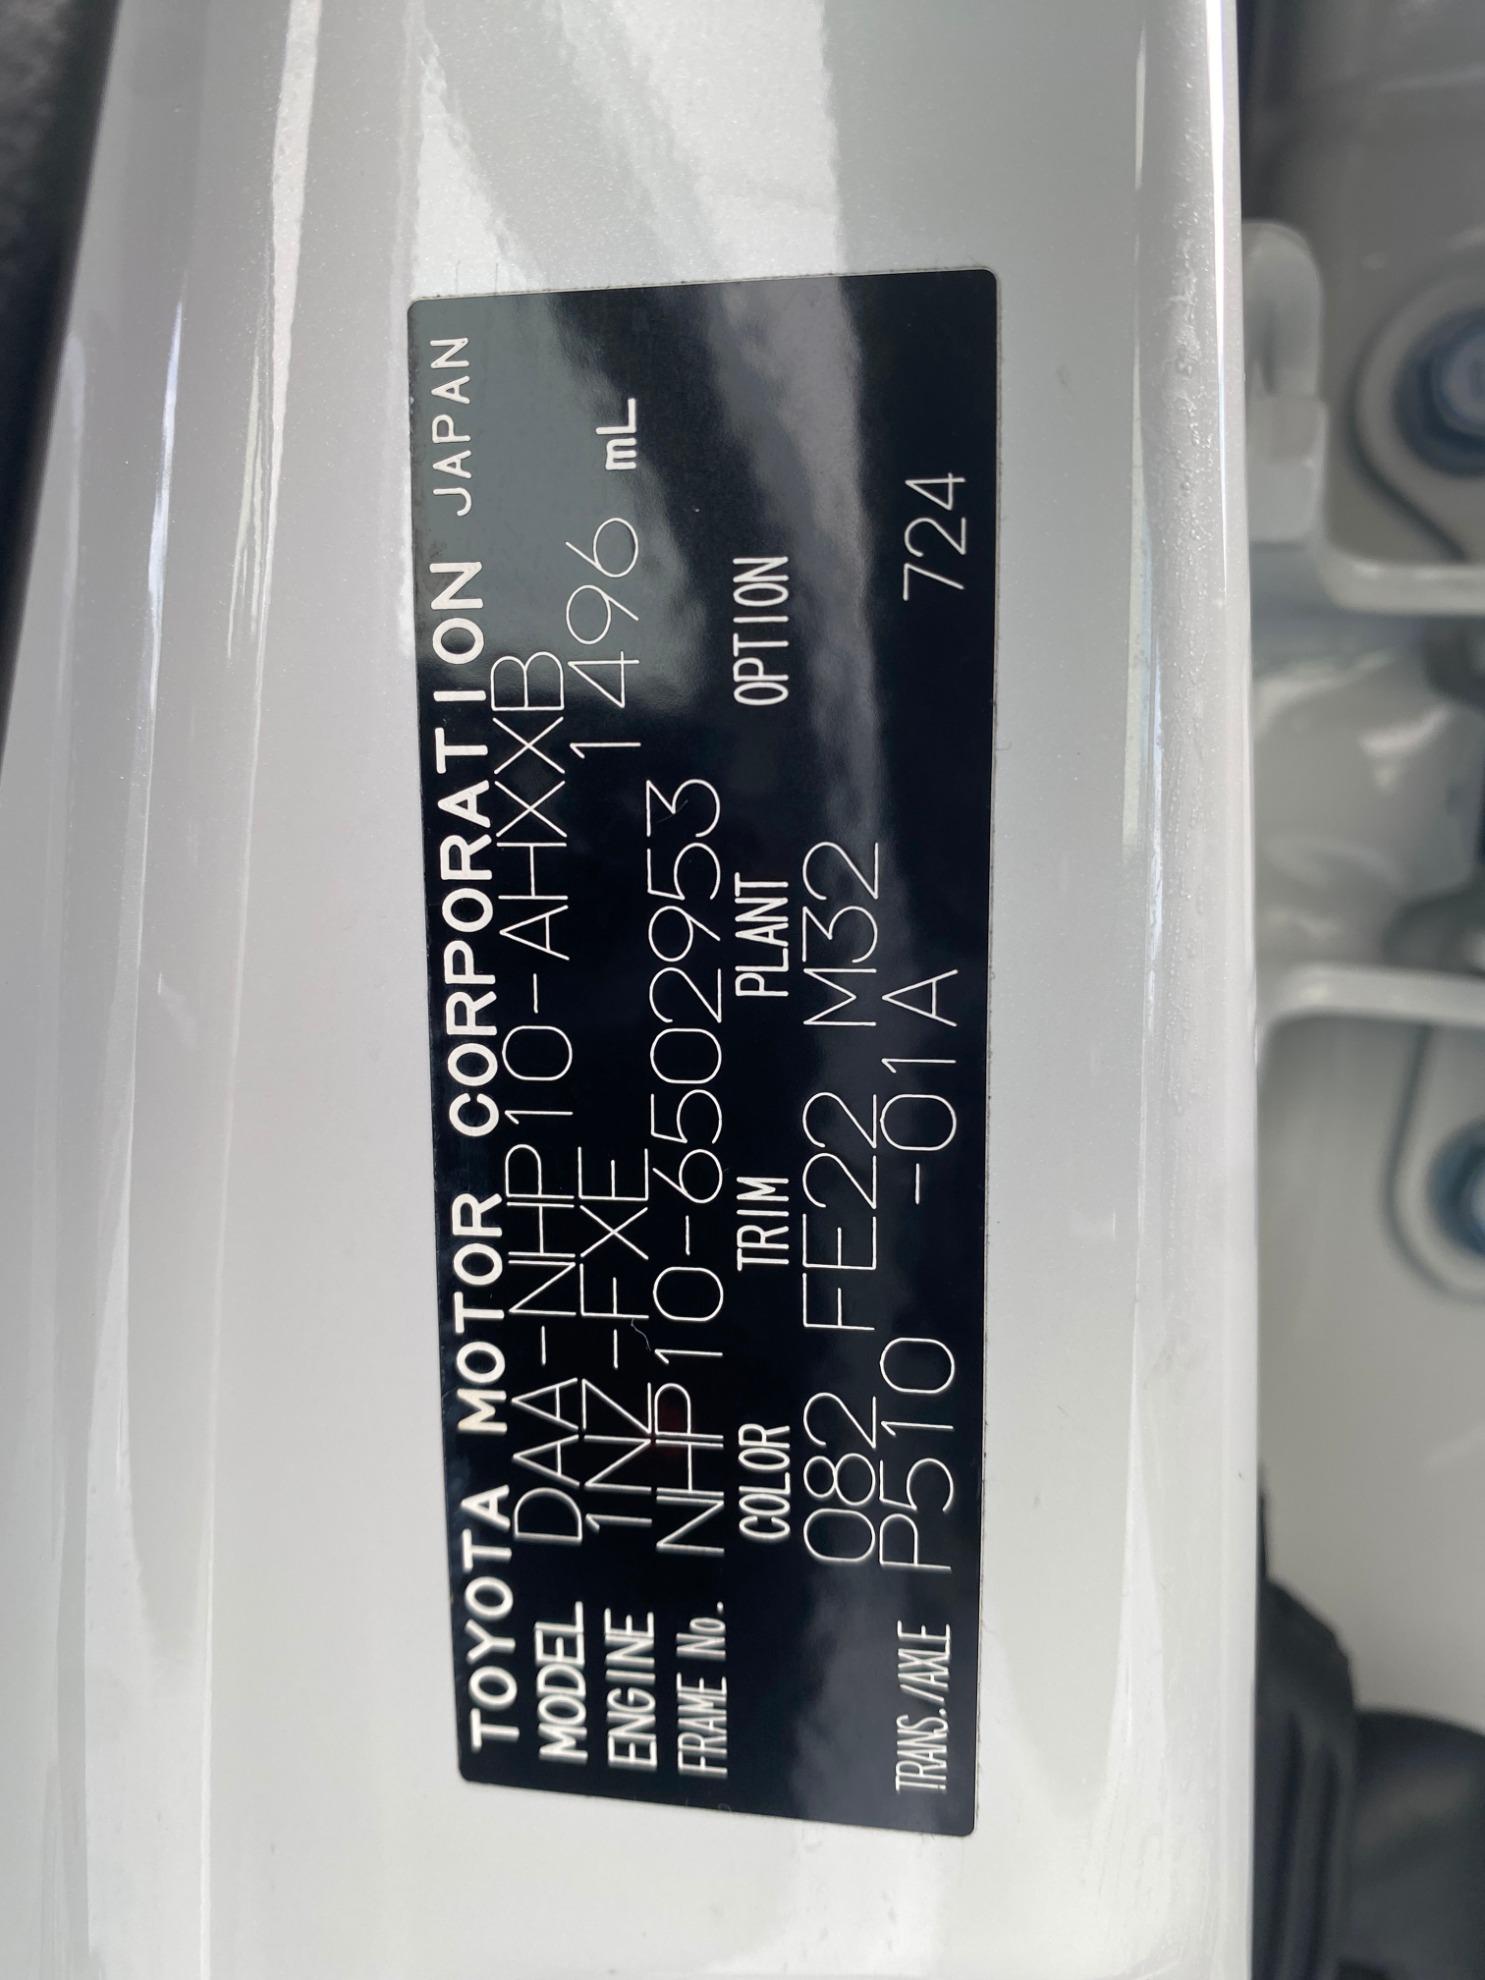 TOYOTA MOTOR CORPORATION JAPAN
MODEL DAA-NHP10-AHXXB
ENGINE 1NZ-FXE 1496 mL
FRAME No. NHP10-6502953
COLOR TRIM PLANT OPTION
082 FE22 M32
TRANS./AXLE P510 -01A 724